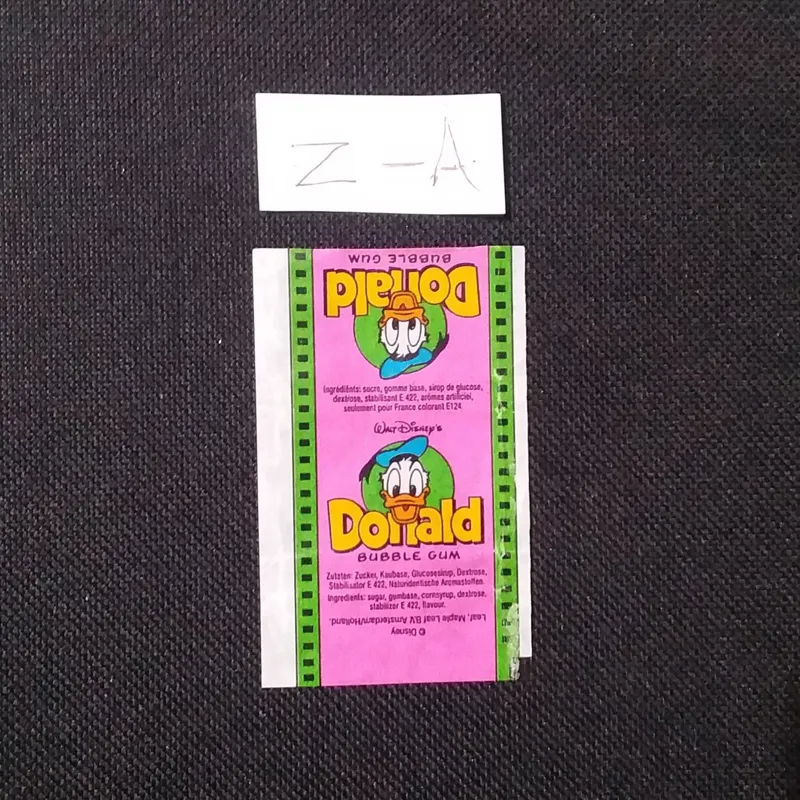 Z - A
BUBBLE GUM
Donald
Ingrédients: sucre, gomme base, sirop de glucose,
dextrose, stabilisant E 422, arômes artificiel,
seulement pour France colorant E124
WALT DISNEY'S
Donald
BUBBLE GUM
Zutaten: Zucker, Kaubase, Glucosesirup, Dextrose,
Stabilisator E 422, Naturidentische Aromastoffen.
Ingredients: sugar, gumbase, cornsyrup, dextrose,
stabilizer E 422, flavour.
Leaf, Maple Leaf B.V. Amsterdam/Holland.
© Disney